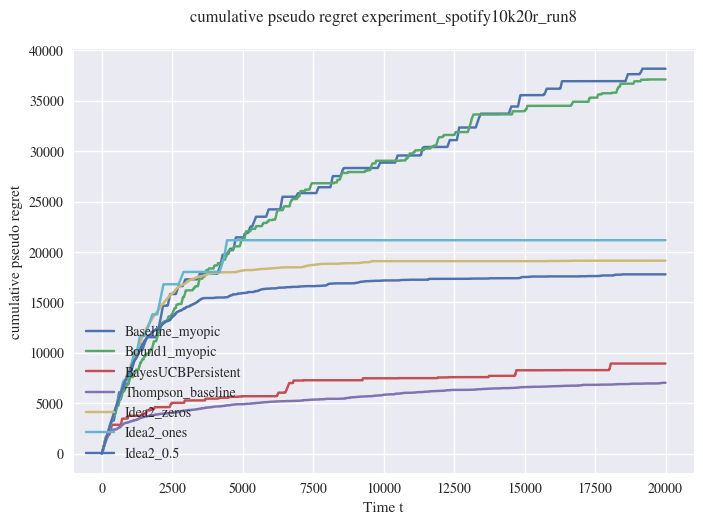 cumulative pseudo regret experiment_spotify10k20r_run8
40000
35000
30000
25000
20000
15000
10000
5000
0
cumulative pseudo regret
Baseline_myopic
Bound1_myopic
BayesUCBPersistent
Thompson_baseline
Idea2_zeros
Idea2_ones
Idea2_0.5
0 2500 5000 7500 10000 12500 15000 17500 20000
Time t